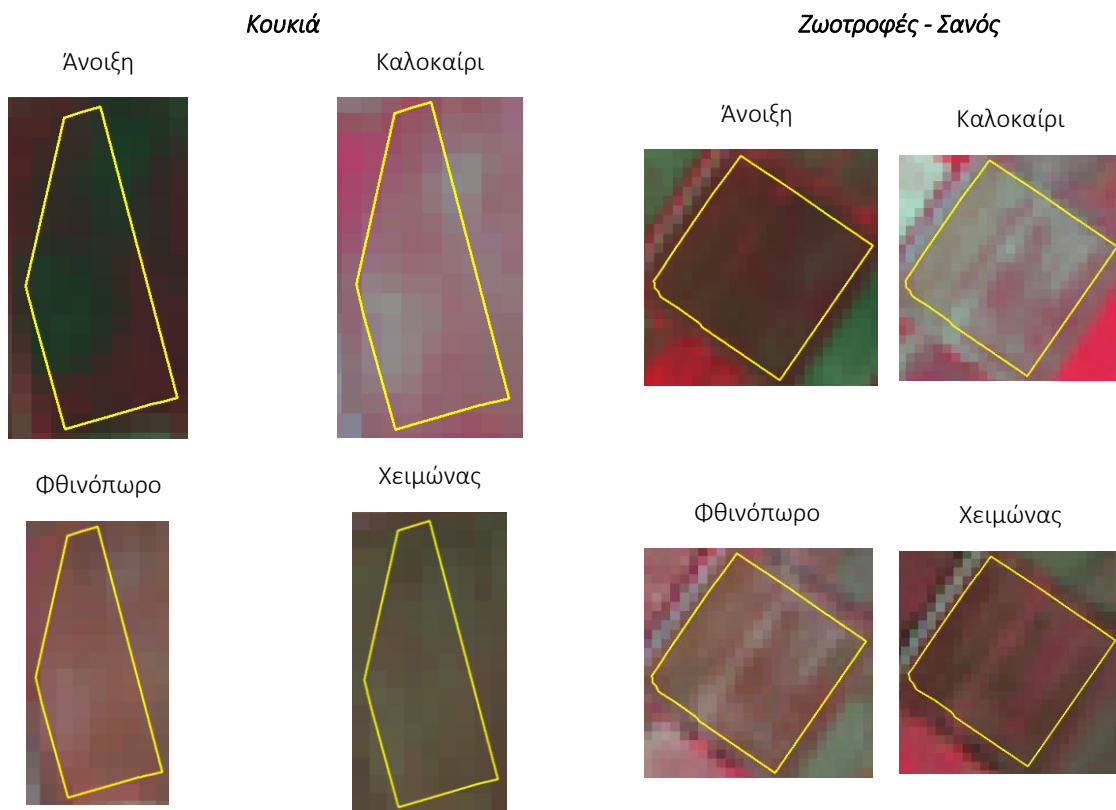 Κουκιά
Άνοιξη
Καλοκαίρι
Φθινόπωρο
Χειμώνας
Ζωοτροφές - Σανός
Άνοιξη
Καλοκαίρι
Φθινόπωρο
Χειμώνας